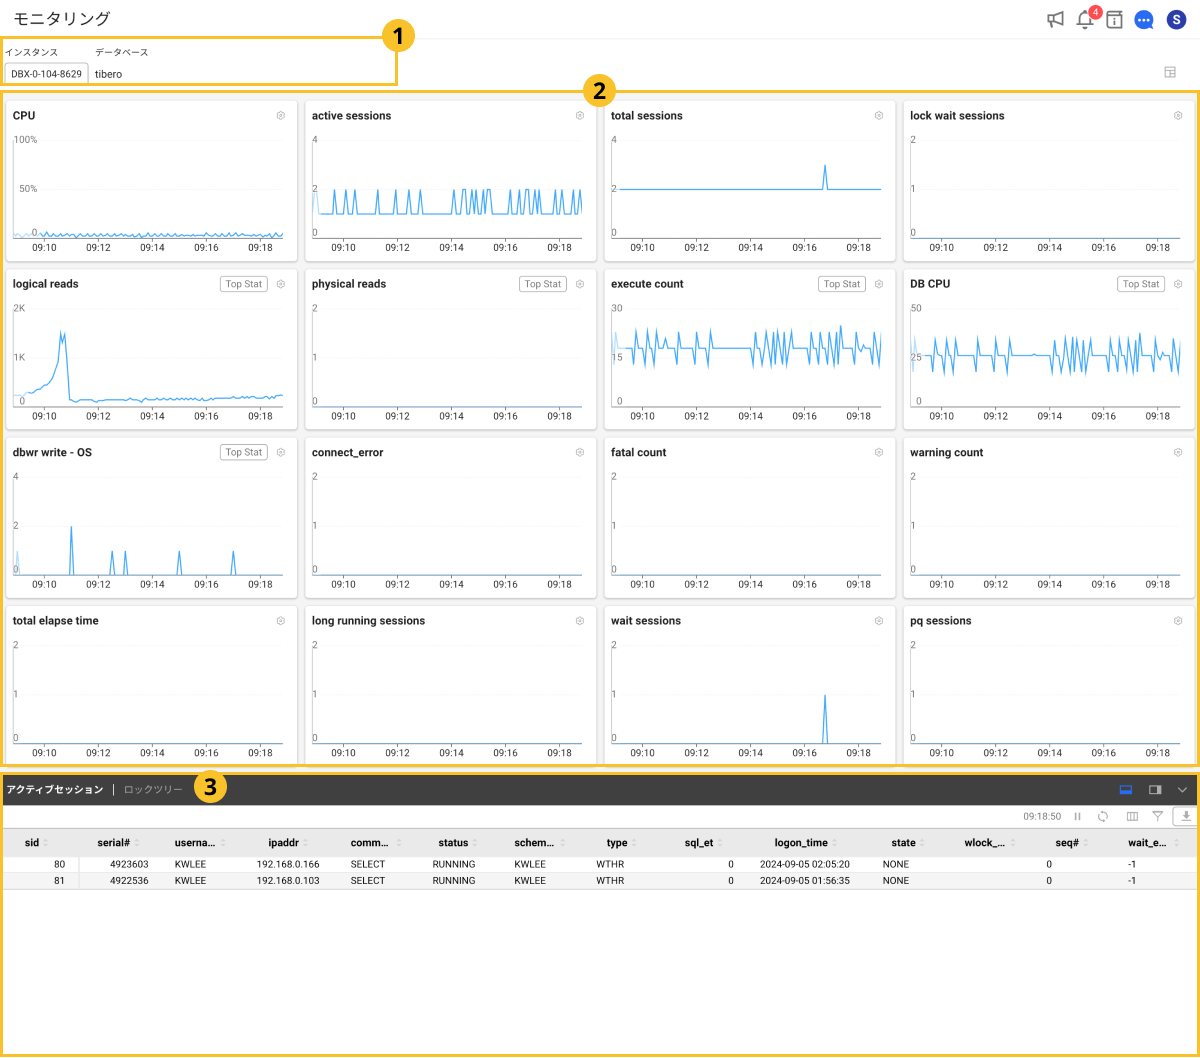 モニタリング
4
S
1
インスタンス データベース
DBX-0-104-8629 tibero
2
CPU
100%
50%
0
09:10 09:12 09:14 09:16 09:18
active sessions
4
2
0
09:10 09:12 09:14 09:16 09:18
total sessions
4
2
0
09:10 09:12 09:14 09:16 09:18
lock wait sessions
2
1
0
09:10 09:12 09:14 09:16 09:18
logical reads Top Stat
2K
1K
0
09:10 09:12 09:14 09:16 09:18
physical reads Top Stat
2
1
0
09:10 09:12 09:14 09:16 09:18
execute count Top Stat
30
15
0
09:10 09:12 09:14 09:16 09:18
DB CPU Top Stat
50
25
0
09:10 09:12 09:14 09:16 09:18
dbwr write - OS Top Stat
4
2
0
09:10 09:12 09:14 09:16 09:18
connect_error
2
1
0
09:10 09:12 09:14 09:16 09:18
fatal count
2
1
0
09:10 09:12 09:14 09:16 09:18
warning count
2
1
0
09:10 09:12 09:14 09:16 09:18
total elapse time
2
1
0
09:10 09:12 09:14 09:16 09:18
long running sessions
2
1
0
09:10 09:12 09:14 09:16 09:18
wait sessions
2
1
0
09:10 09:12 09:14 09:16 09:18
pq sessions
2
1
0
09:10 09:12 09:14 09:16 09:18
アクティブセッション | ロックツリー 3
09:18:50
sid serial# userna... ipaddr comm... status schem... type sql_et logon_time state wlock_... seq# wait_e...
80 4923603 KWLEE 192.168.0.166 SELECT RUNNING KWLEE WTHR 0 2024-09-05 02:05:20 NONE 0 -1
81 4922536 KWLEE 192.168.0.103 SELECT RUNNING KWLEE WTHR 0 2024-09-05 01:56:35 NONE 0 -1